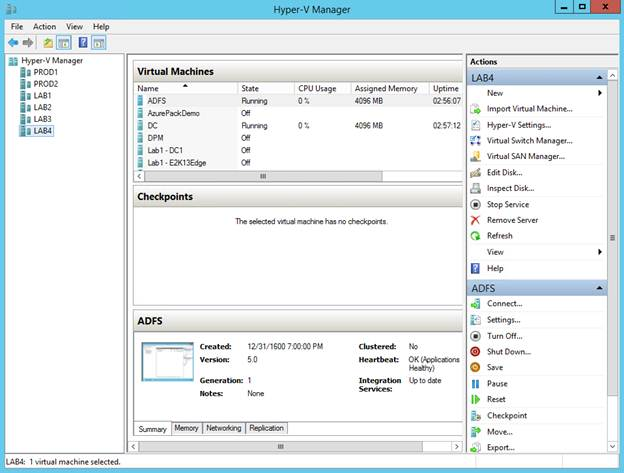 Hyper-V Manager
File Action View Help
Hyper-V Manager
PROD1
PROD2
LAB1
LAB2
LAB3
LAB4
Virtual Machines
Name State CPU Usage Assigned Memory Uptime
ADFS Running 0 % 4096 MB 02:56:07
AzurePackDemo Off
DC Running 0 % 4096 MB 02:57:12
DPM Off
Lab1 - DC1 Off
Lab1 - E2K13Edge Off
Checkpoints
The selected virtual machine has no checkpoints.
ADFS
Created: 12/31/1600 7:00:00 PM Clustered: No
Version: 5.0 Heartbeat: OK (Applications
Healthy)
Generation: 1 Integration Up to date
Services:
Notes: None
Summary Memory Networking Replication
Actions
LAB4
New
Import Virtual Machine...
Hyper-V Settings...
Virtual Switch Manager...
Virtual SAN Manager...
Edit Disk...
Inspect Disk...
Stop Service
Remove Server
Refresh
View
Help
ADFS
Connect...
Settings...
Turn Off...
Shut Down...
Save
Pause
Reset
Checkpoint
Move...
Export...
LAB4: 1 virtual machine selected.